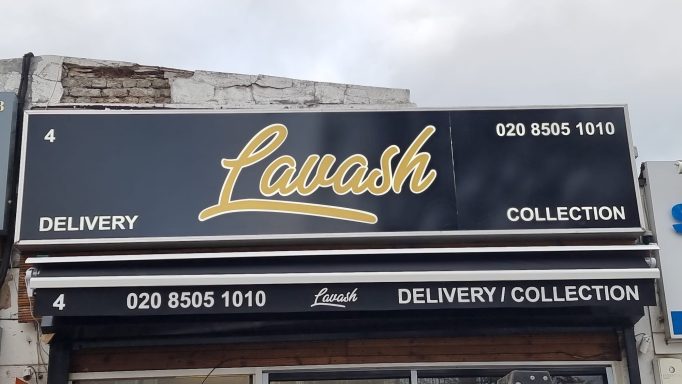 4
020 8505 1010
Lavash
DELIVERY
COLLECTION
4 020 8505 1010 Lavash DELIVERY / COLLECTION